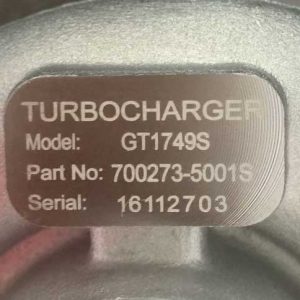 TURBOCHARGER
Model: GT1749S
Part No: 700273-5001S
Serial: 16112703